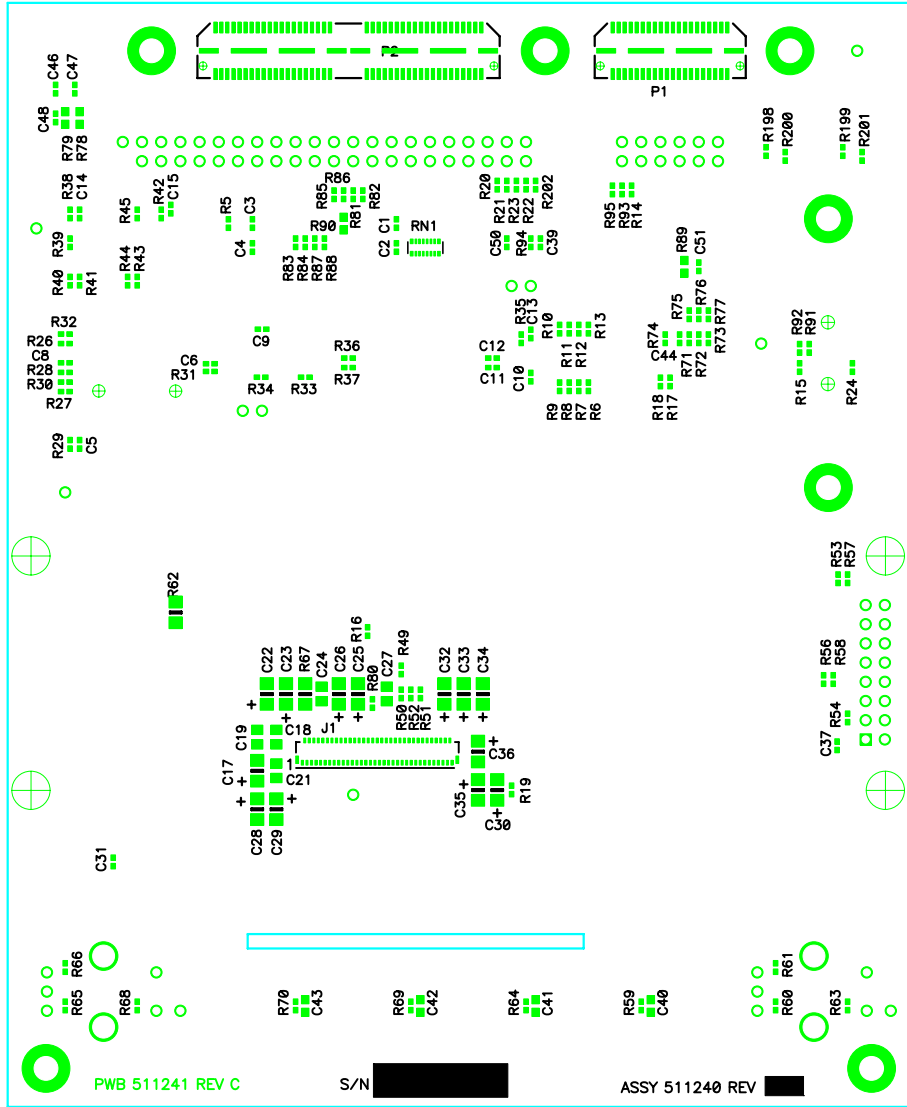 P2
P1
C46
C47
C48
R79
R78
R198
R200
R199
R201
R38
C14
R45
R42
C15
R5
C3
R86
R85
R82
R81
R90
C1
RN1
R20
R21
R23
R22
R202
R95
R93
R14
R39
C4
R83
R84
R87
R88
C2
C50
R94
C39
R89
C51
R40
R41
R44
R43
R75
R76
R77
R32
R26
C8
R28
R30
R27
C6
R31
C9
R34
R33
R36
R37
C12
C11
R35
C13
C10
R10
R11
R12
R13
R9
R8
R7
R6
R74
C44
R71
R72
R73
R18
R17
R92
R91
R15
R24
R29
C5
R53
R57
R62
R16
R49
R56
R58
C22
C23
R67
C24
C26
C25
R80
C27
C32
C33
C34
R50
R52
R51
R54
C37
C19
C18
J1
C36
C17
1
C21
C35
C30
R19
C28
C29
C31
R66
R65
R68
R70
C43
R69
C42
R64
C41
R59
C40
R61
R60
R63
PWB 511241 REV C
S/N
ASSY 511240 REV